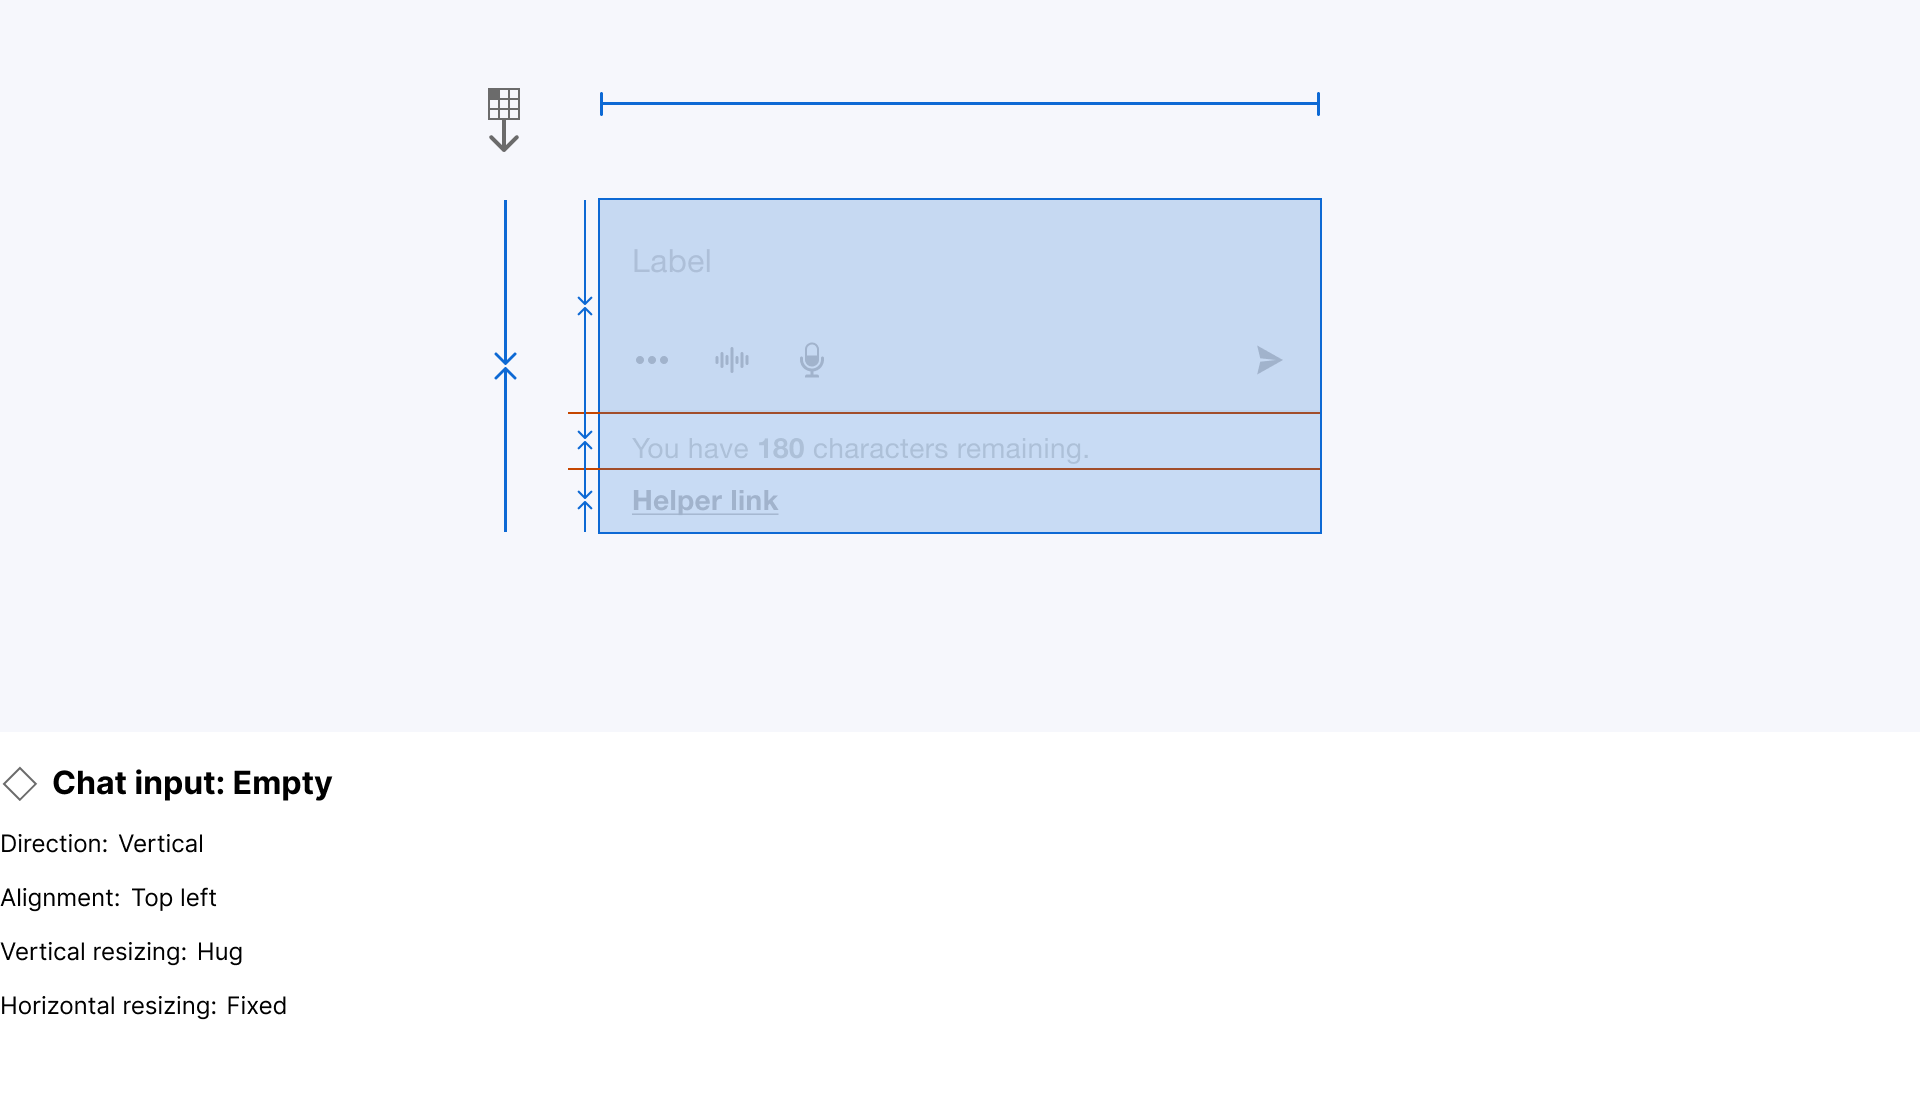 Label
You have 180 characters remaining.
Helper link
Chat input: Empty
Direction: Vertical
Alignment: Top left
Vertical resizing: Hug
Horizontal resizing: Fixed